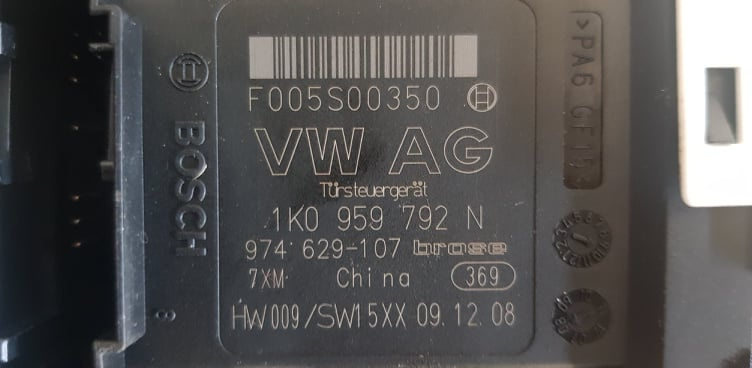 F005S00350
VW AG
Türsteuergerät
1K0 959 792 N
974 629-107 brose
7XM China 369
HW009/SW15XX 09.12.08
BOSCH
>PA6 GF15<
8